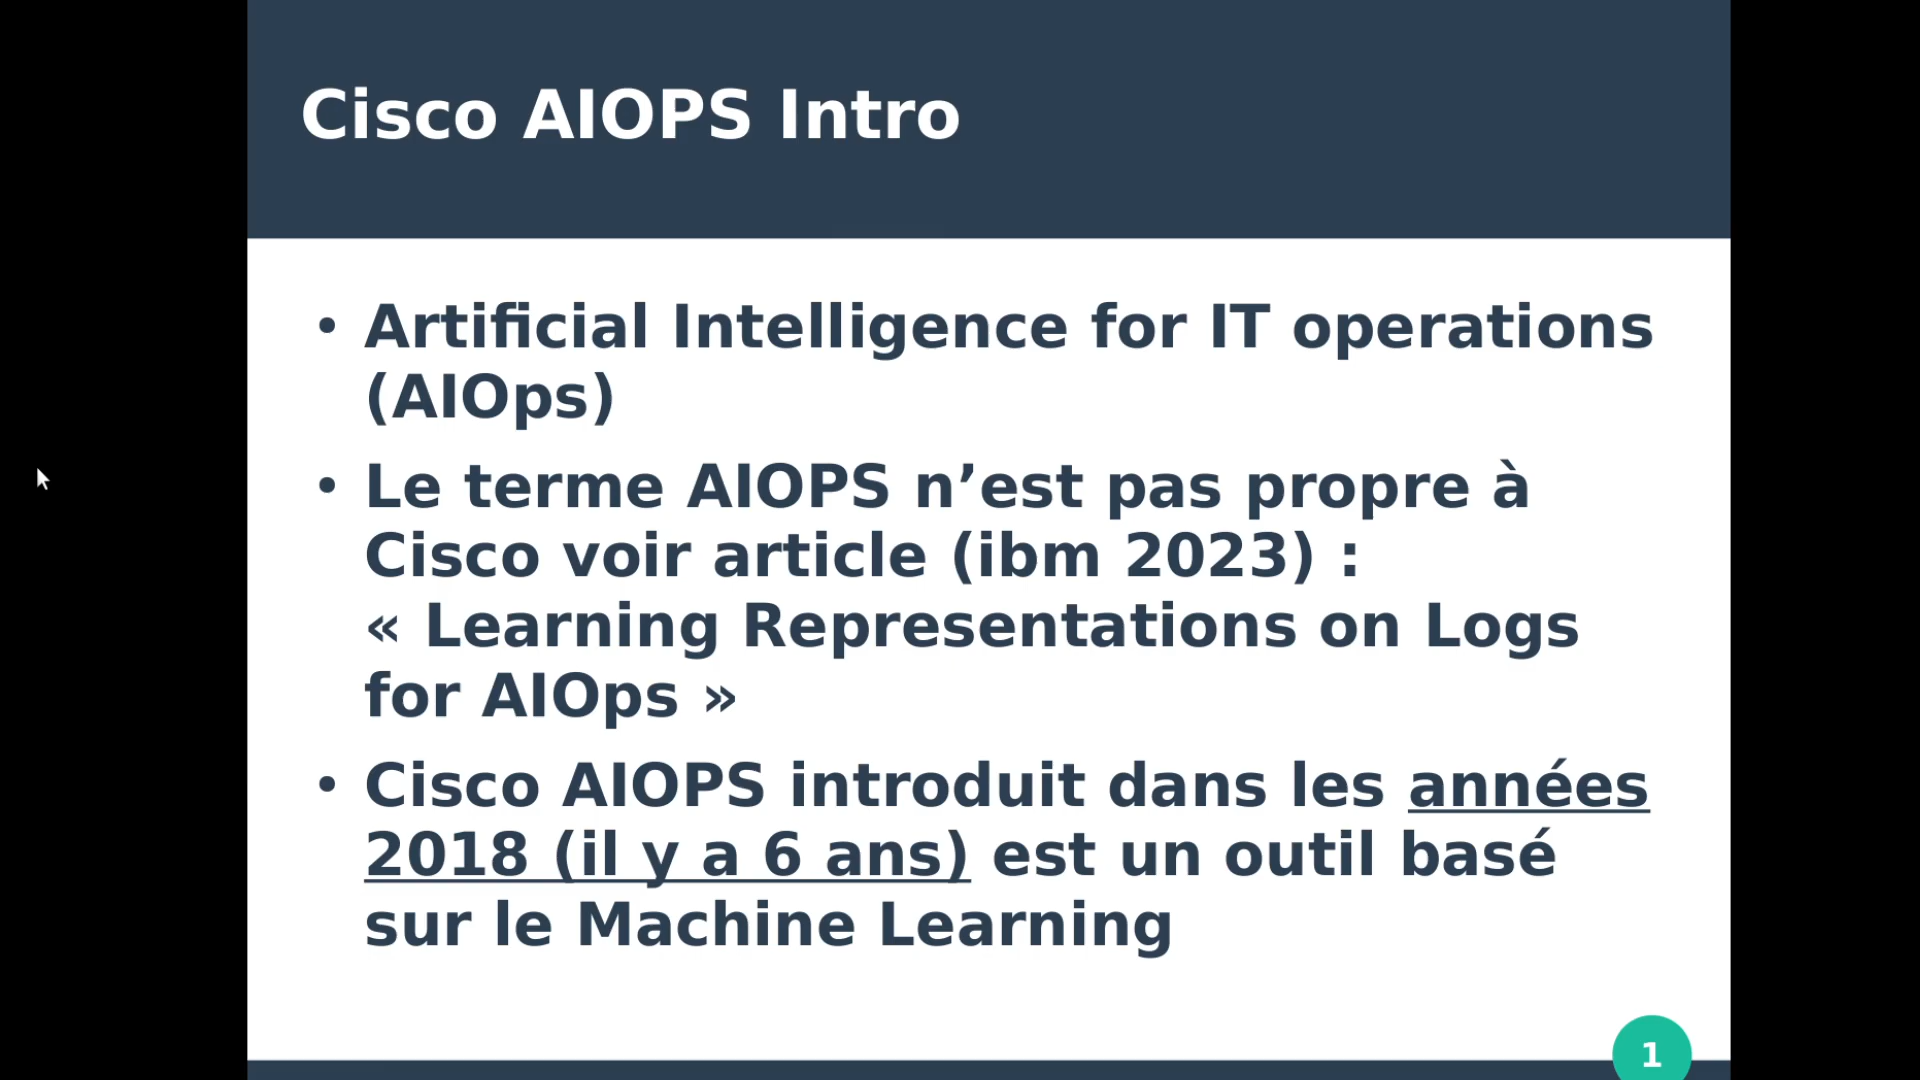 Cisco AIOPS Intro
• Artificial Intelligence for IT operations
(AIOps)
• Le terme AIOPS n’est pas propre à
Cisco voir article (ibm 2023) :
« Learning Representations on Logs
for AIOps »
• Cisco AIOPS introduit dans les années
2018 (il y a 6 ans) est un outil basé
sur le Machine Learning
1